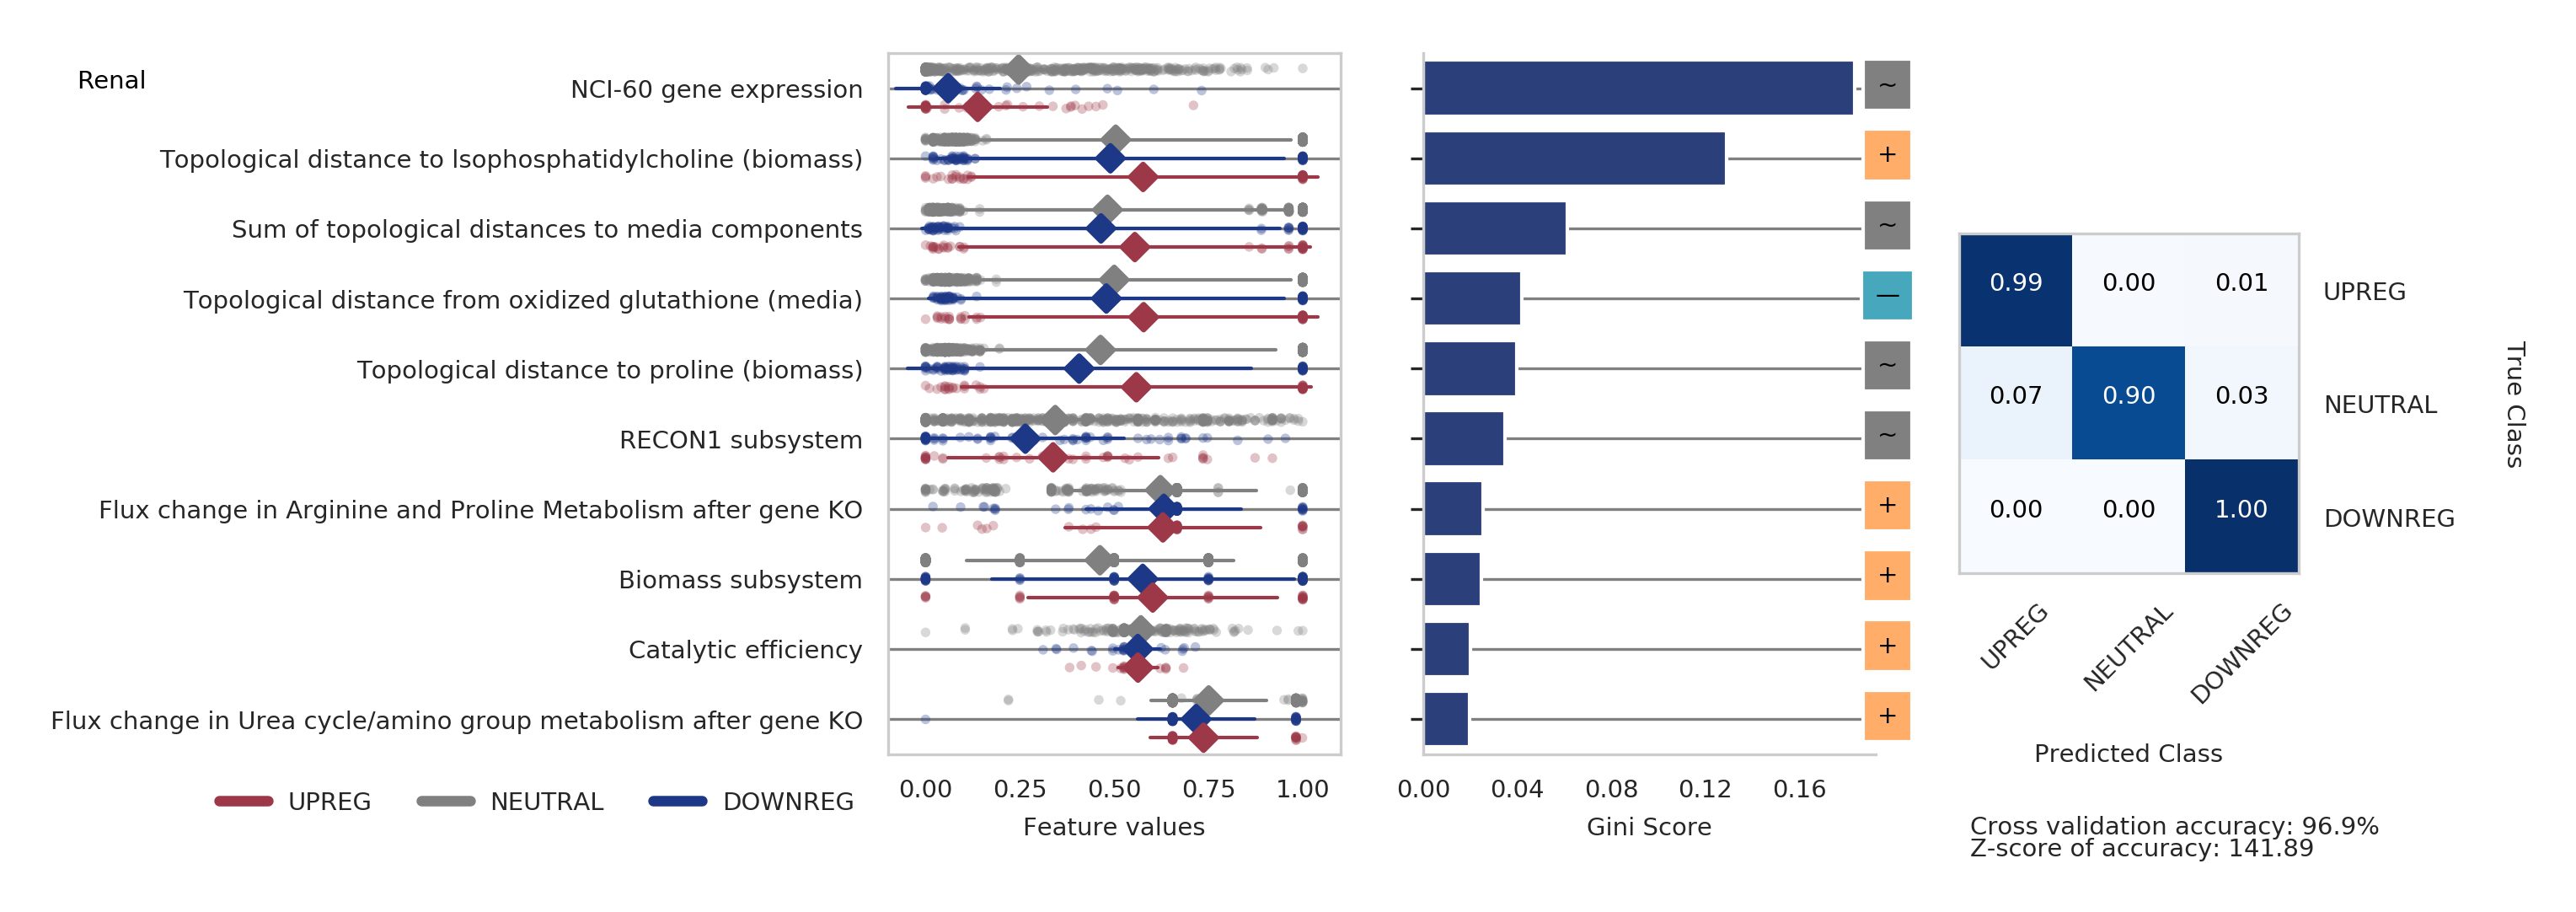 Renal
NCI-60 gene expression
Topological distance to lsophosphatidylcholine (biomass)
Sum of topological distances to media components
Topological distance from oxidized glutathione (media)
Topological distance to proline (biomass)
RECON1 subsystem
Flux change in Arginine and Proline Metabolism after gene KO
Biomass subsystem
Catalytic efficiency
Flux change in Urea cycle/amino group metabolism after gene KO
UPREG NEUTRAL DOWNREG
0.00 0.25 0.50 0.75 1.00
Feature values
~
+
~
—
~
~
+
+
+
+
0.00 0.04 0.08 0.12 0.16
Gini Score
0.99 0.00 0.01 UPREG
0.07 0.90 0.03 NEUTRAL
0.00 0.00 1.00 DOWNREG
True Class
UPREG NEUTRAL DOWNREG
Predicted Class
Cross validation accuracy: 96.9%
Z-score of accuracy: 141.89